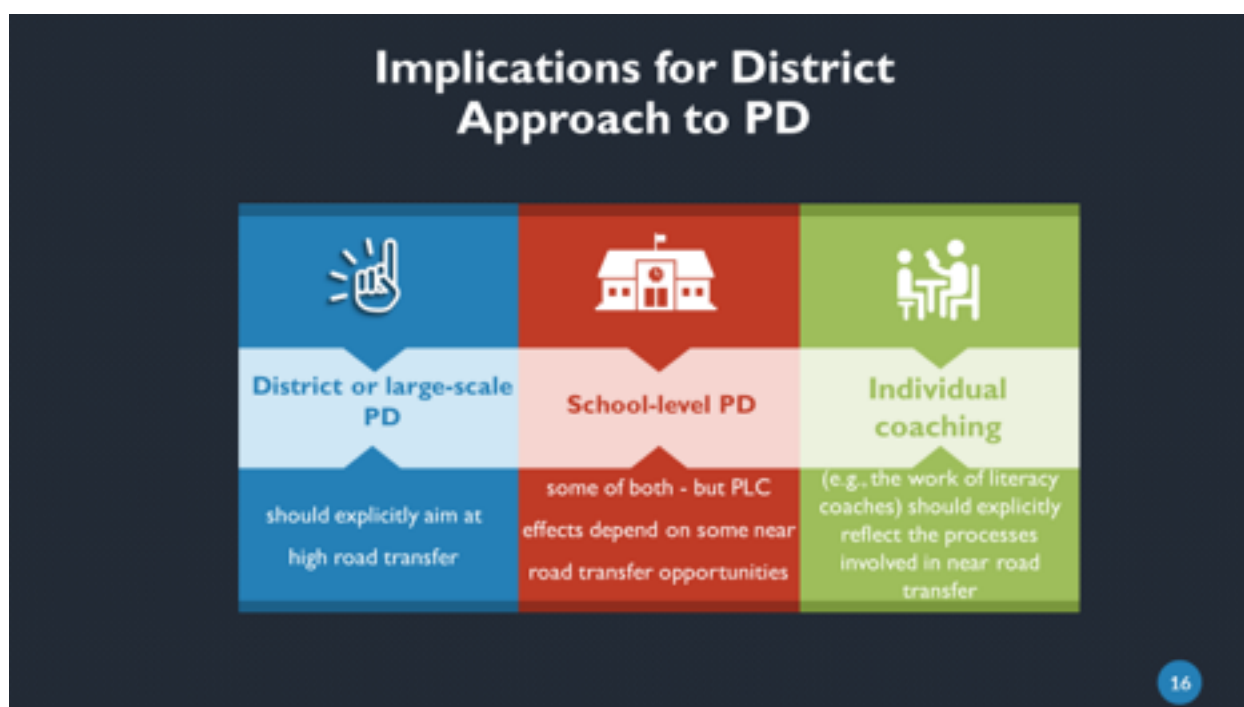 Implications for District
Approach to PD
District or large-scale
PD
should explicitly aim at
high road transfer
School-level PD
some of both - but PLC
effects depend on some near
road transfer opportunities
Individual
coaching
(e.g., the work of literacy
coaches) should explicitly
reflect the processes
involved in near road
transfer
16